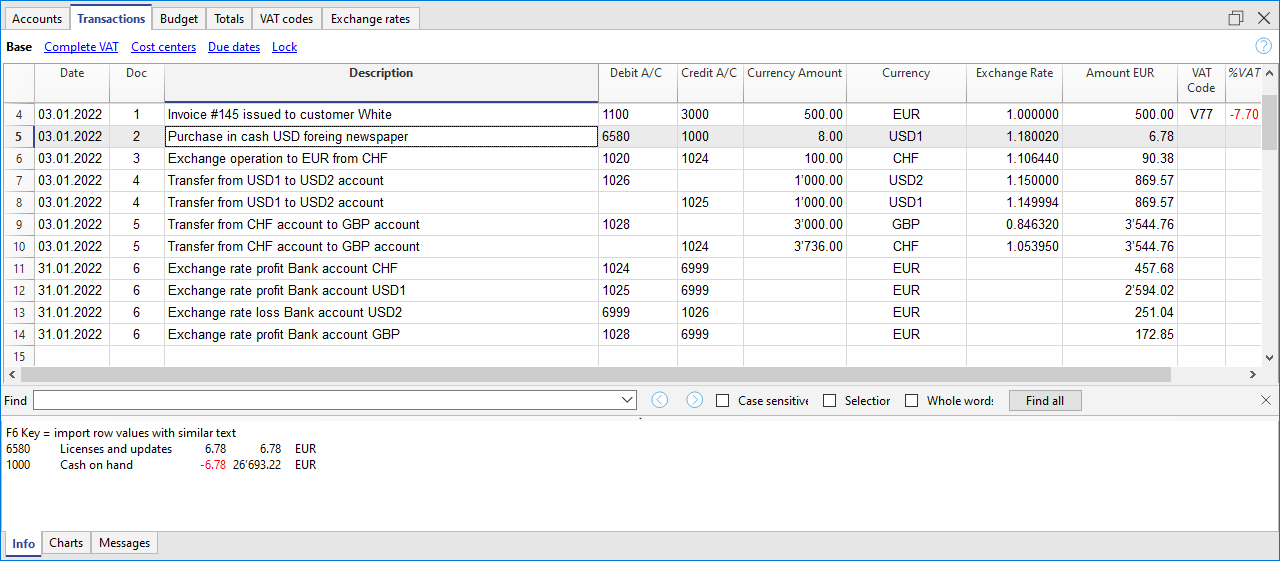 Accounts Transactions Budget Totals VAT codes Exchange rates
Base Complete VAT Cost centers Due dates Lock ?
Date Doc Description Debit A/C Credit A/C Currency Amount Currency Exchange Rate Amount EUR VAT Code %VAT
4 03.01.2022 1 Invoice #145 issued to customer White 1100 3000 500.00 EUR 1.000000 500.00 V77 -7.70
5 03.01.2022 2 Purchase in cash USD foreing newspaper 6580 1000 8.00 USD1 1.180020 6.78
6 03.01.2022 3 Exchange operation to EUR from CHF 1020 1024 100.00 CHF 1.106440 90.38
7 03.01.2022 4 Transfer from USD1 to USD2 account 1026 1'000.00 USD2 1.150000 869.57
8 03.01.2022 4 Transfer from USD1 to USD2 account 1025 1'000.00 USD1 1.149994 869.57
9 03.01.2022 5 Transfer from CHF account to GBP account 1028 3'000.00 GBP 0.846320 3'544.76
10 03.01.2022 5 Transfer from CHF account to GBP account 1024 3'736.00 CHF 1.053950 3'544.76
11 31.01.2022 6 Exchange rate profit Bank account CHF 1024 6999 EUR 457.68
12 31.01.2022 6 Exchange rate profit Bank account USD1 1025 6999 EUR 2'594.02
13 31.01.2022 6 Exchange rate loss Bank account USD2 6999 1026 EUR 251.04
14 31.01.2022 6 Exchange rate profit Bank account GBP 1028 6999 EUR 172.85
15
Find Case sensitive Selection Whole words Find all
F6 Key = import row values with similar text
6580 Licenses and updates 6.78 6.78 EUR
1000 Cash on hand -6.78 26'693.22 EUR
Info Charts Messages